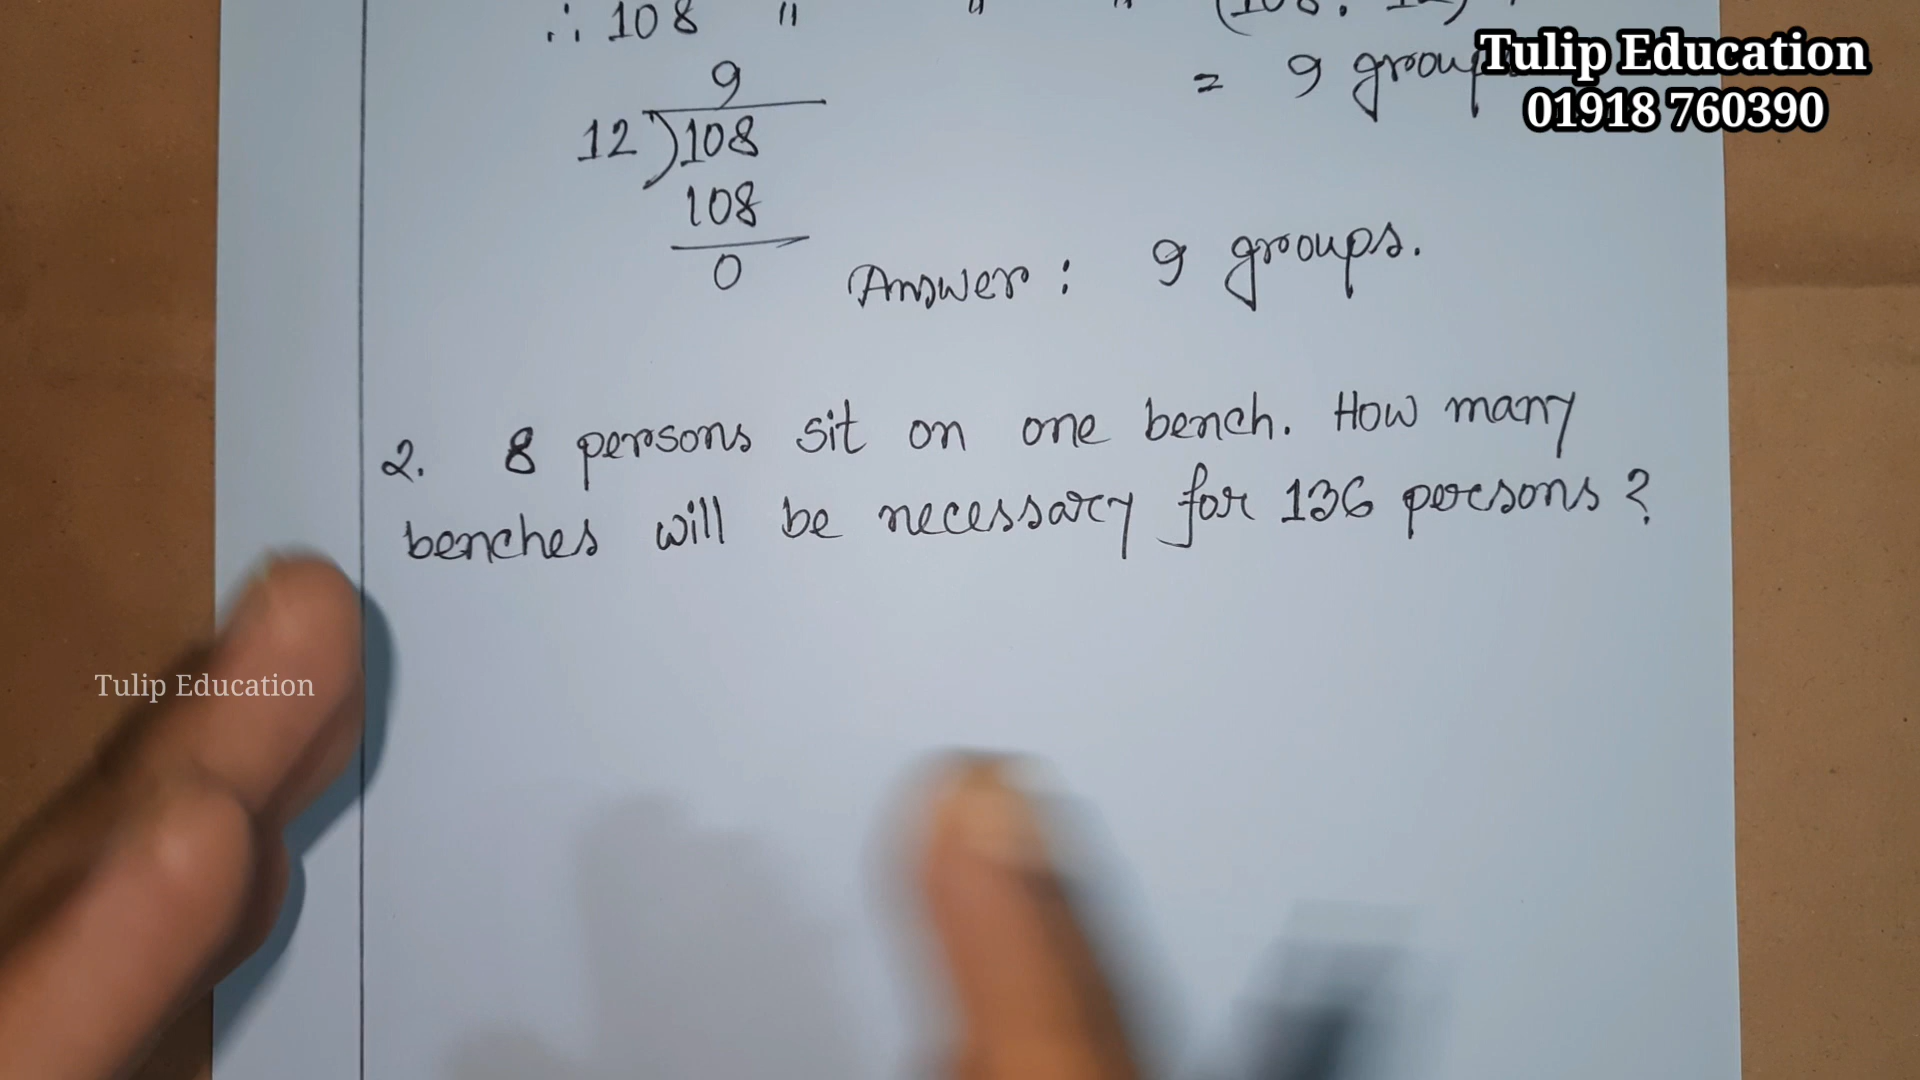 ∴ 108 " " "
= 9 group
Tulip Education
01918 760390
9
12)108
108
0
Answer : 9 groups.
2. 8 persons sit on one bench. How many
benches will be necessary for 136 persons ?
Tulip Education